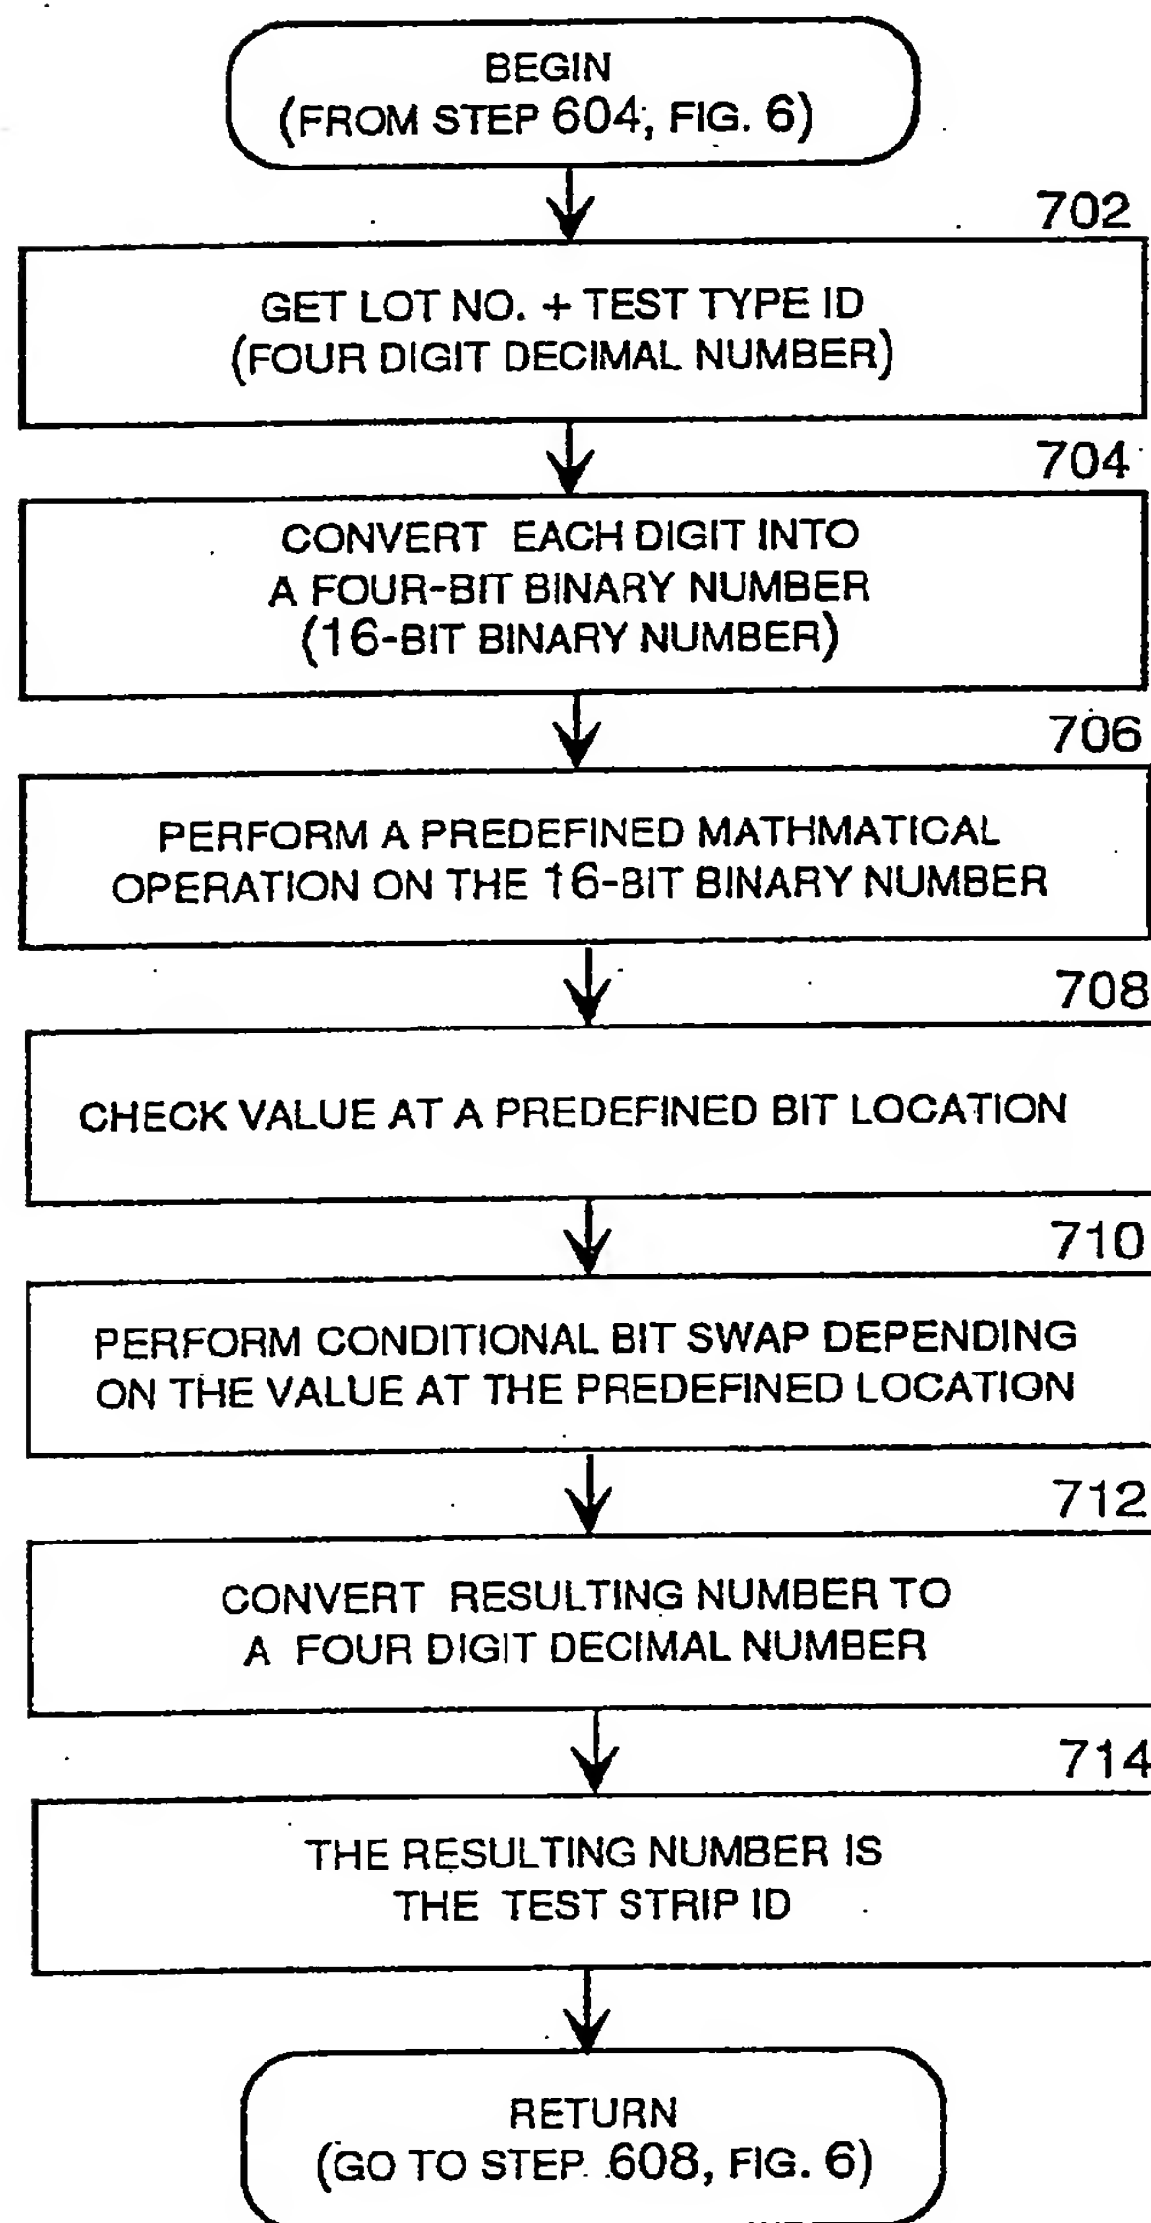 BEGIN
(FROM STEP 604, FIG. 6)
702
GET LOT NO. + TEST TYPE ID
(FOUR DIGIT DECIMAL NUMBER)
704
CONVERT EACH DIGIT INTO
A FOUR-BIT BINARY NUMBER
(16-BIT BINARY NUMBER)
706
PERFORM A PREDEFINED MATHMATICAL
OPERATION ON THE 16-BIT BINARY NUMBER
708
CHECK VALUE AT A PREDEFINED BIT LOCATION
710
PERFORM CONDITIONAL BIT SWAP DEPENDING
ON THE VALUE AT THE PREDEFINED LOCATION
712
CONVERT RESULTING NUMBER TO
A FOUR DIGIT DECIMAL NUMBER
714
THE RESULTING NUMBER IS
THE TEST STRIP ID
RETURN
(GO TO STEP 608, FIG. 6)